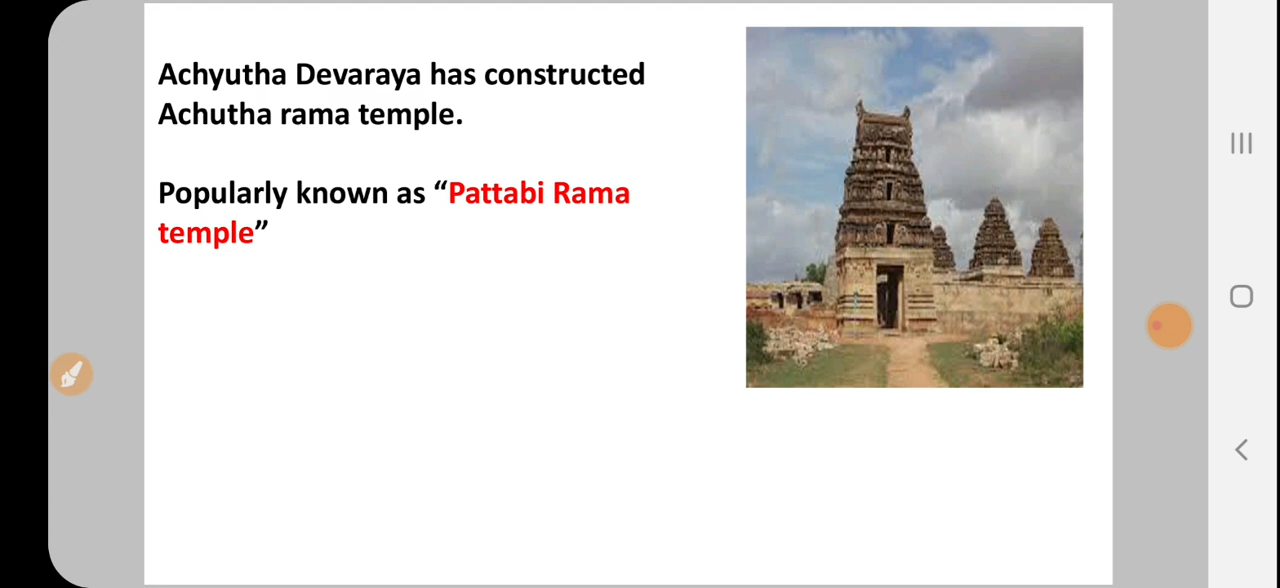 Achyutha Devaraya has constructed
Achutha rama temple.
Popularly known as “Pattabi Rama
temple”